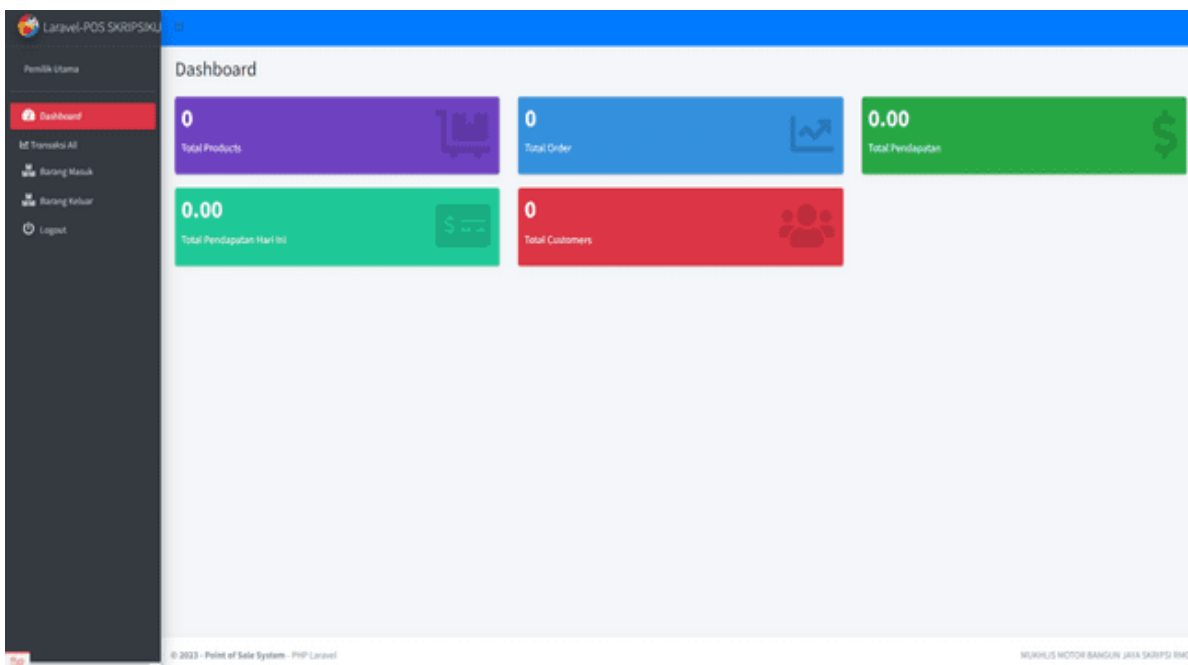 Laravel-POS SKRIPSIKU
Pemilik Utama
Dashboard
Transaksi All
Barang Masuk
Barang Keluar
Logout
Dashboard
0
Total Products
0
Total Order
0.00
Total Pendapatan
0.00
Total Pendapatan Hari Ini
0
Total Customers
© 2023 - Point of Sale System - PHP Laravel
MUKHLIS MOTOR BANGUN JAYA SKRIPSI